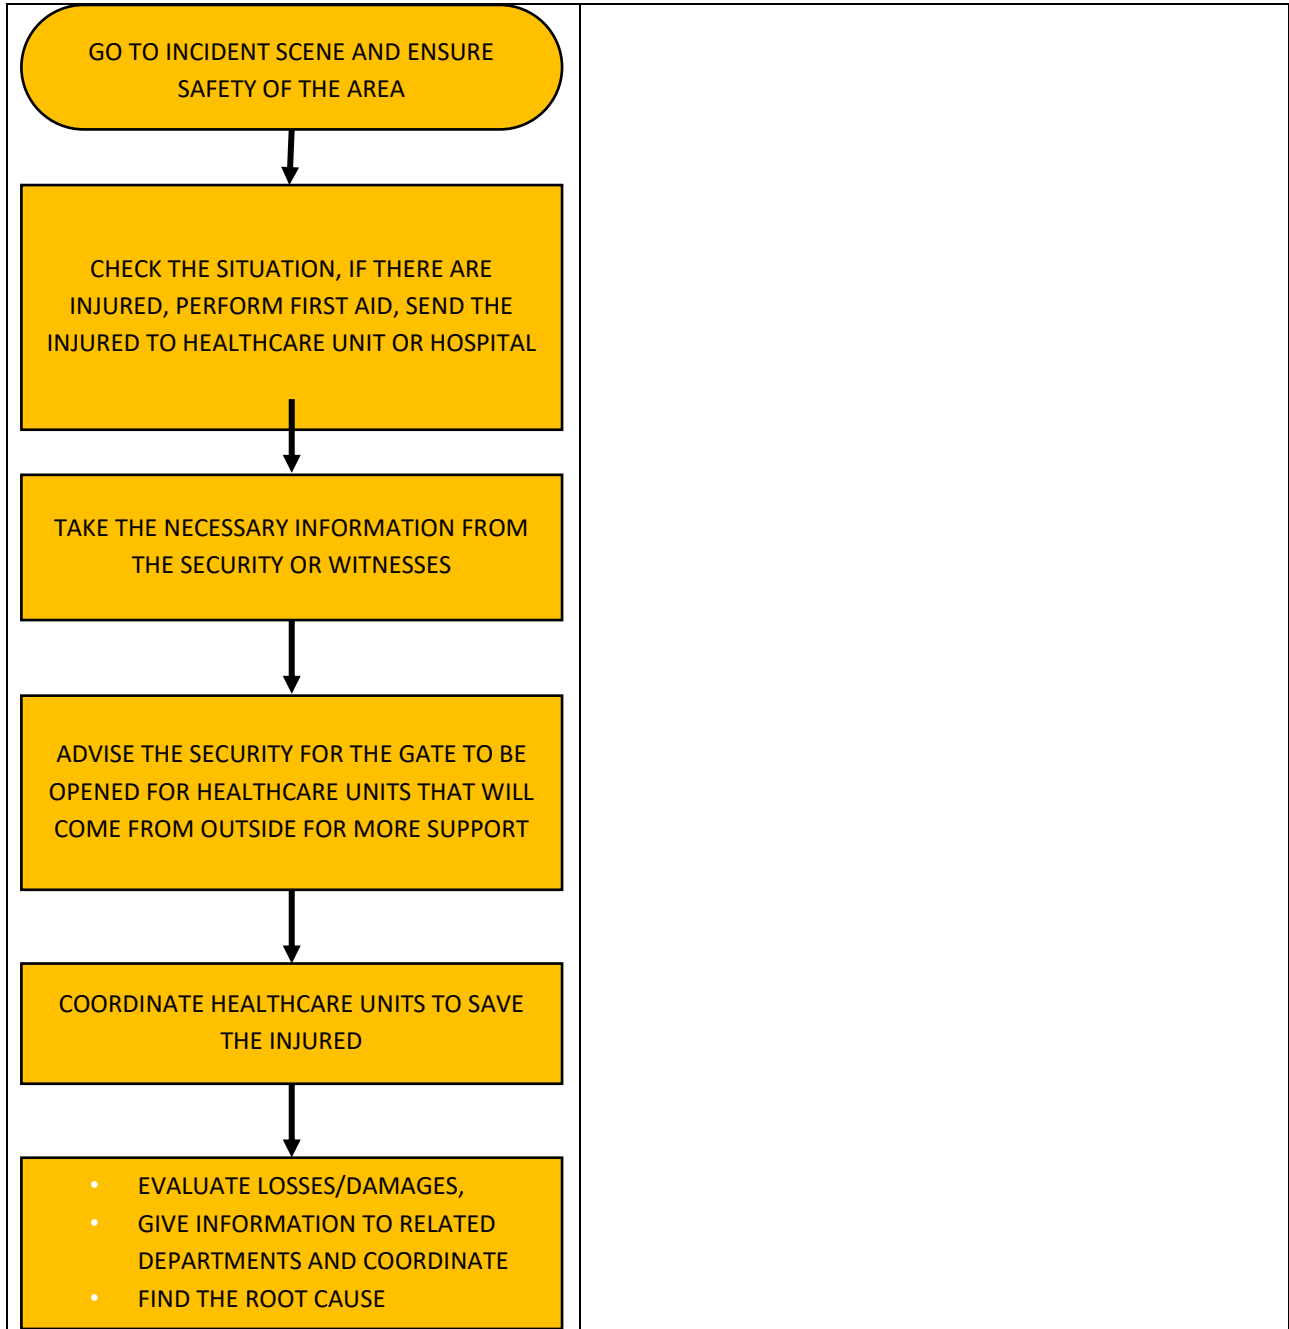 GO TO INCIDENT SCENE AND ENSURE
SAFETY OF THE AREA
CHECK THE SITUATION, IF THERE ARE
INJURED, PERFORM FIRST AID, SEND THE
INJURED TO HEALTHCARE UNIT OR HOSPITAL
TAKE THE NECESSARY INFORMATION FROM
THE SECURITY OR WITNESSES
ADVISE THE SECURITY FOR THE GATE TO BE
OPENED FOR HEALTHCARE UNITS THAT WILL
COME FROM OUTSIDE FOR MORE SUPPORT
COORDINATE HEALTHCARE UNITS TO SAVE
THE INJURED
• EVALUATE LOSSES/DAMAGES,
• GIVE INFORMATION TO RELATED
DEPARTMENTS AND COORDINATE
• FIND THE ROOT CAUSE